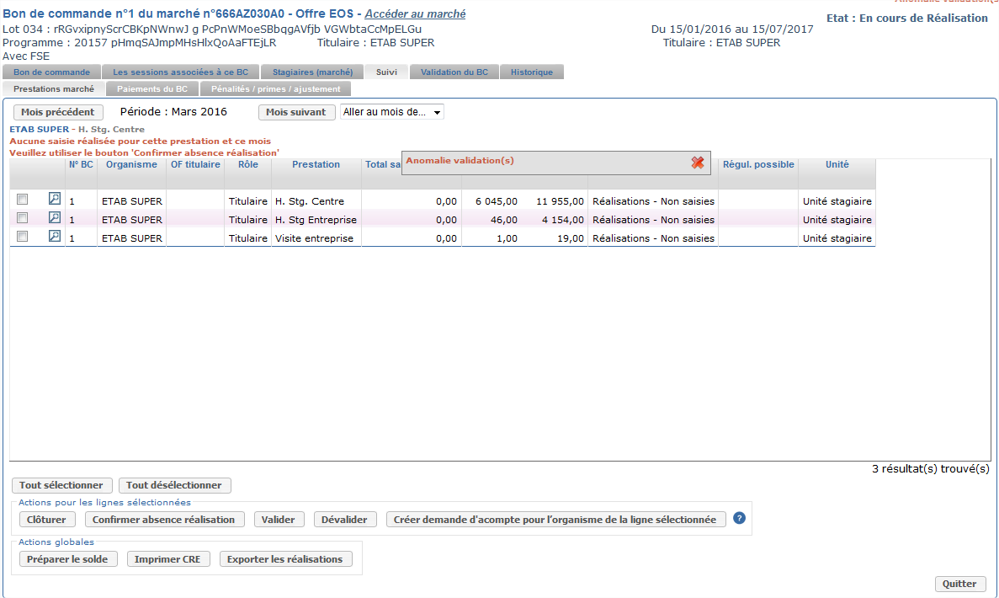 Bon de commande n°1 du marché n°666AZ030A0 - Offre EOS - Accéder au marché
Etat : En cours de Réalisation
Lot 034 : rRGvxipnyScrCBKpNWnwJ g PcPnWMoeSBbqgAVfjb VGWbtaCcMpELGu Du 15/01/2016 au 15/07/2017
Programme : 20157 pHmqSAJmpMHsHlxQoAaFTEjLR Titulaire : ETAB SUPER Titulaire : ETAB SUPER
Avec FSE
Bon de commande Les sessions associées à ce BC Stagiaires (marché) Suivi Validation du BC Historique
Prestations marché Paiements du BC Pénalités / primes / ajustement
Mois précédent Période : Mars 2016 Mois suivant Aller au mois de...
ETAB SUPER - H. Stg. Centre
Aucune saisie réalisée pour cette prestation et ce mois
Veuillez utiliser le bouton 'Confirmer absence réalisation'
Anomalie validation(s)
N° BC Organisme OF titulaire Rôle Prestation Total sa Régul. possible Unité
1 ETAB SUPER Titulaire H. Stg. Centre 0,00 6 045,00 11 955,00 Réalisations - Non saisies Unité stagiaire
1 ETAB SUPER Titulaire H. Stg Entreprise 0,00 46,00 4 154,00 Réalisations - Non saisies Unité stagiaire
1 ETAB SUPER Titulaire Visite entreprise 0,00 1,00 19,00 Réalisations - Non saisies Unité stagiaire
3 résultat(s) trouvé(s)
Tout sélectionner Tout désélectionner
Actions pour les lignes sélectionnées
Clôturer Confirmer absence réalisation Valider Dévalider Créer demande d'acompte pour l'organisme de la ligne sélectionnée ?
Actions globales
Préparer le solde Imprimer CRE Exporter les réalisations
Quitter